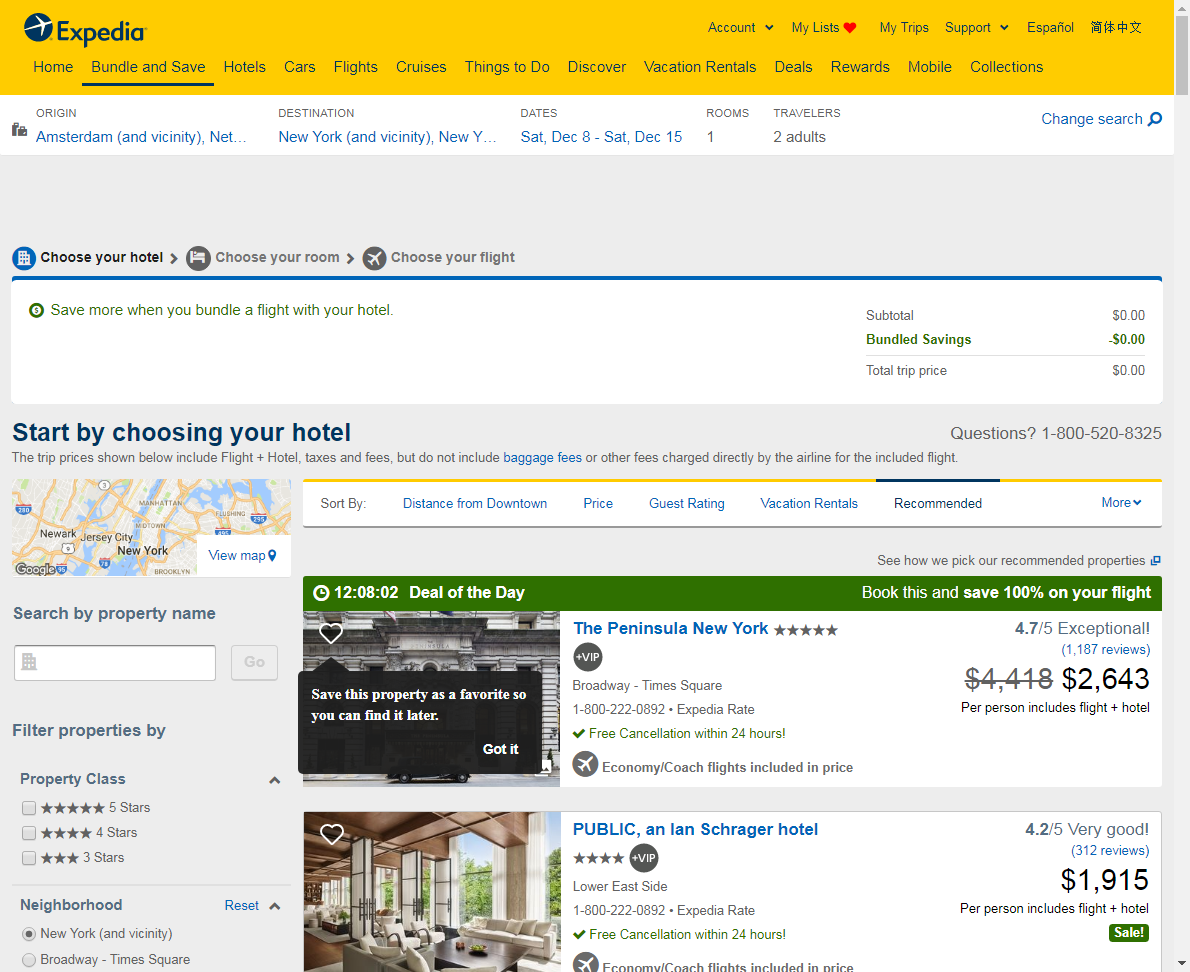 Expedia
Account
My Lists
My Trips
Support
Español
简体中文
Home
Bundle and Save
Hotels
Cars
Flights
Cruises
Things to Do
Discover
Vacation Rentals
Deals
Rewards
Mobile
Collections
ORIGIN
Amsterdam (and vicinity), Net…
DESTINATION
New York (and vicinity), New Y…
DATES
Sat, Dec 8 - Sat, Dec 15
ROOMS
1
TRAVELERS
2 adults
Change search
Choose your hotel
Choose your room
Choose your flight
Save more when you bundle a flight with your hotel.
Subtotal $0.00
Bundled Savings -$0.00
Total trip price $0.00
Start by choosing your hotel
Questions? 1-800-520-8325
The trip prices shown below include Flight + Hotel, taxes and fees, but do not include baggage fees or other fees charged directly by the airline for the included flight.
MANHATTAN
MIDTOWN
FLUSHING
Newark
Jersey City
New York
BROOKLYN
Google
3
280
295
495
9
95
78
View map
Sort By:
Distance from Downtown
Price
Guest Rating
Vacation Rentals
Recommended
More
See how we pick our recommended properties
Search by property name
Go
Filter properties by
Property Class
5 Stars
4 Stars
3 Stars
Neighborhood
Reset
New York (and vicinity)
Broadway - Times Square
12:08:02 Deal of the Day
Book this and save 100% on your flight
Save this property as a favorite so
you can find it later.
Got it
The Peninsula New York
+VIP
Broadway - Times Square
1-800-222-0892 • Expedia Rate
Free Cancellation within 24 hours!
Economy/Coach flights included in price
4.7/5 Exceptional!
(1,187 reviews)
$4,418 $2,643
Per person includes flight + hotel
PUBLIC, an Ian Schrager hotel
+VIP
Lower East Side
1-800-222-0892 • Expedia Rate
Free Cancellation within 24 hours!
Economy/Coach flights included in price
4.2/5 Very good!
(312 reviews)
$1,915
Per person includes flight + hotel
Sale!